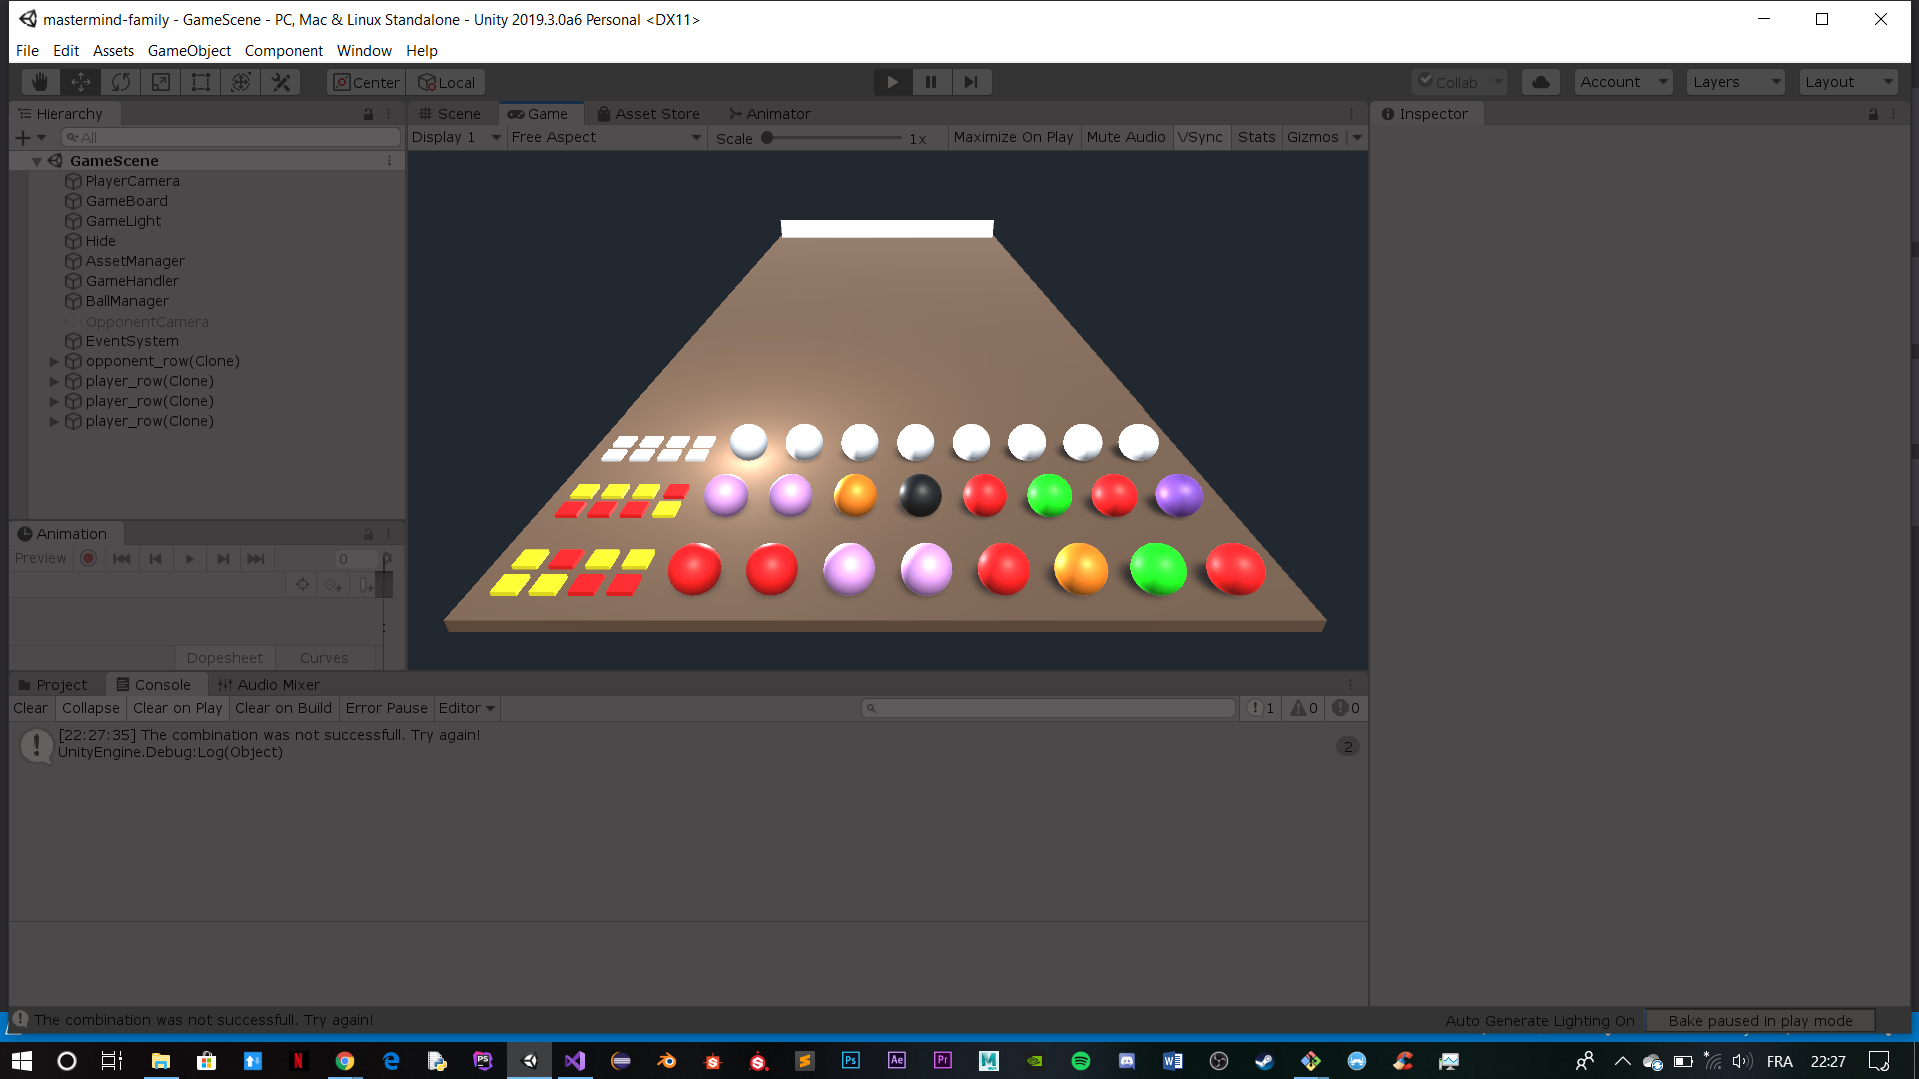 mastermind-family - GameScene - PC, Mac & Linux Standalone - Unity 2019.3.0a6 Personal <DX11>
File Edit Assets GameObject Component Window Help
Center Local Collab Account Layers Layout
Hierarchy
All
GameScene
PlayerCamera
GameBoard
GameLight
Hide
AssetManager
GameHandler
BallManager
OpponentCamera
EventSystem
opponent_row(Clone)
player_row(Clone)
player_row(Clone)
player_row(Clone)
Scene Game Asset Store Animator
Display 1 Free Aspect Scale 1x Maximize On Play Mute Audio VSync Stats Gizmos
Inspector
Animation
Preview 0
Dopesheet Curves
Project Console Audio Mixer
Clear Collapse Clear on Play Clear on Build Error Pause Editor 1 0 0
[22:27:35] The combination was not successfull. Try again!
UnityEngine.Debug:Log(Object)
2
The combination was not successfull. Try again!
Auto Generate Lighting On Bake paused in play mode
N PS Ps Ae Pr M W FRA 22:27